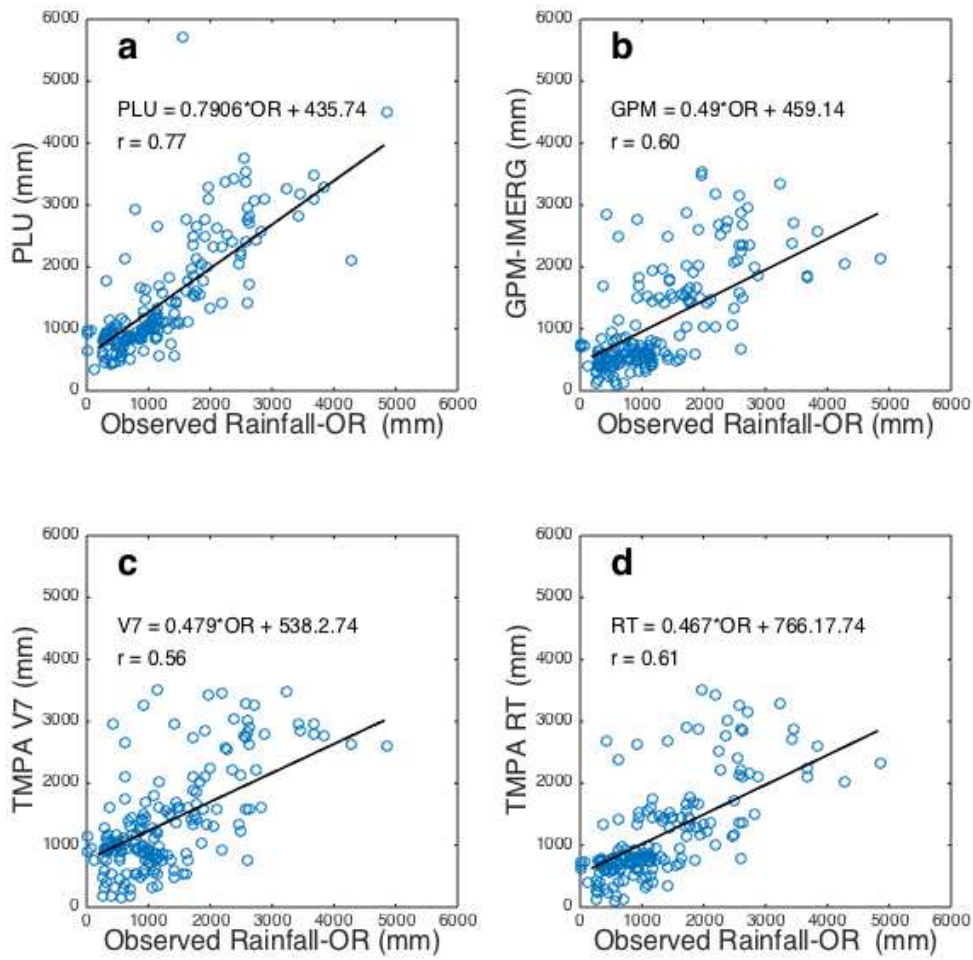 a
PLU = 0.7906*OR + 435.74
r = 0.77
PLU (mm)
6000
5000
4000
3000
2000
1000
0
0 1000 2000 3000 4000 5000 6000
Observed Rainfall-OR (mm)
b
GPM = 0.49*OR + 459.14
r = 0.60
GPM-IMERG (mm)
6000
5000
4000
3000
2000
1000
0
0 1000 2000 3000 4000 5000 6000
Observed Rainfall-OR (mm)
c
V7 = 0.479*OR + 538.2.74
r = 0.56
TMPA V7 (mm)
6000
5000
4000
3000
2000
1000
0
0 1000 2000 3000 4000 5000 6000
Observed Rainfall-OR (mm)
d
RT = 0.467*OR + 766.17.74
r = 0.61
TMPA RT (mm)
6000
5000
4000
3000
2000
1000
0
0 1000 2000 3000 4000 5000 6000
Observed Rainfall-OR (mm)